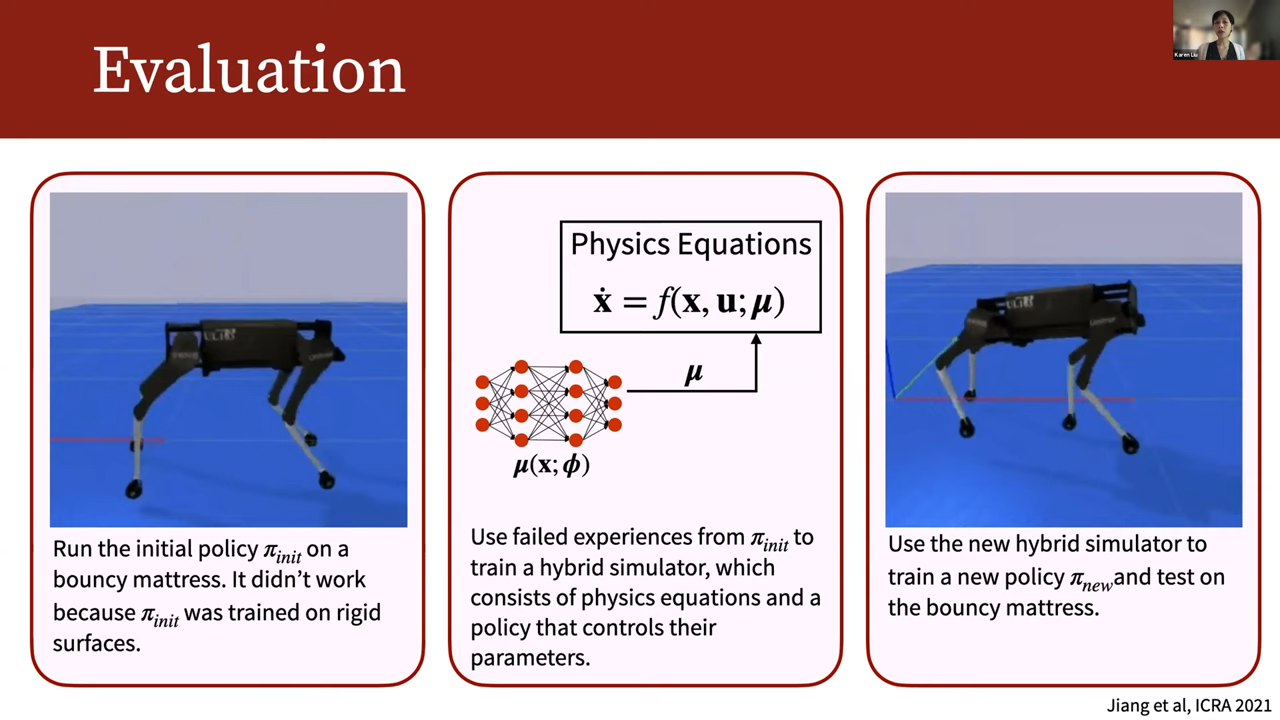 Evaluation
Karen Liu
Run the initial policy π_init on a
bouncy mattress. It didn't work
because π_init was trained on rigid
surfaces.
Physics Equations
ẋ = f(x, u; μ)
μ
μ(x; ϕ)
Use failed experiences from π_init to
train a hybrid simulator, which
consists of physics equations and a
policy that controls their
parameters.
Use the new hybrid simulator to
train a new policy π_new and test on
the bouncy mattress.
Jiang et al, ICRA 2021